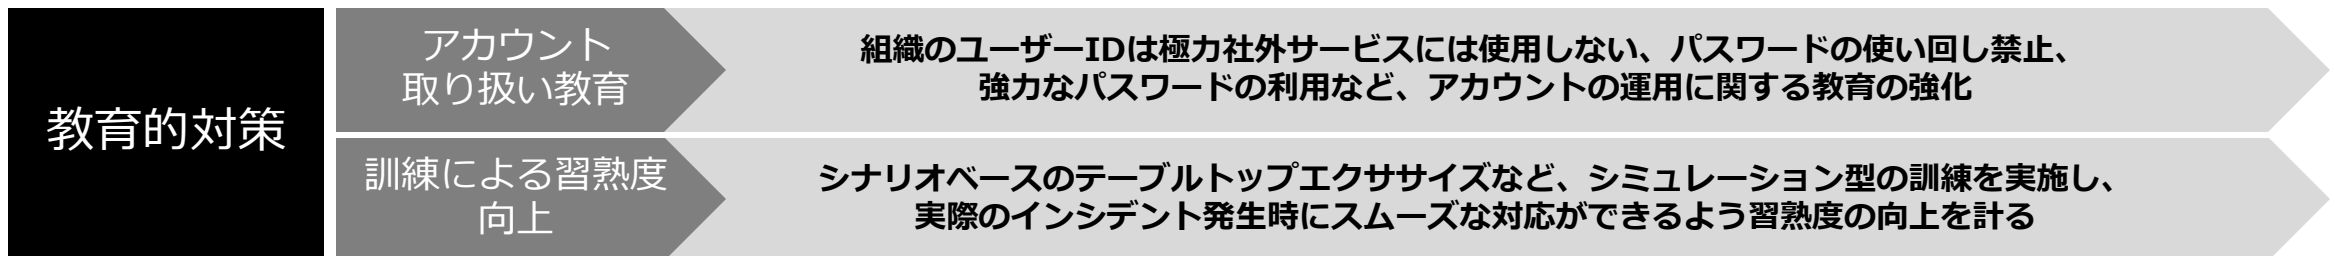 教育的対策
アカウント
取り扱い教育
組織のユーザーIDは極力社外サービスには使用しない、パスワードの使い回し禁止、
強力なパスワードの利用など、アカウントの運用に関する教育の強化
訓練による習熟度
向上
シナリオベースのテーブルトップエクササイズなど、シミュレーション型の訓練を実施し、
実際のインシデント発生時にスムーズな対応ができるよう習熟度の向上を計る